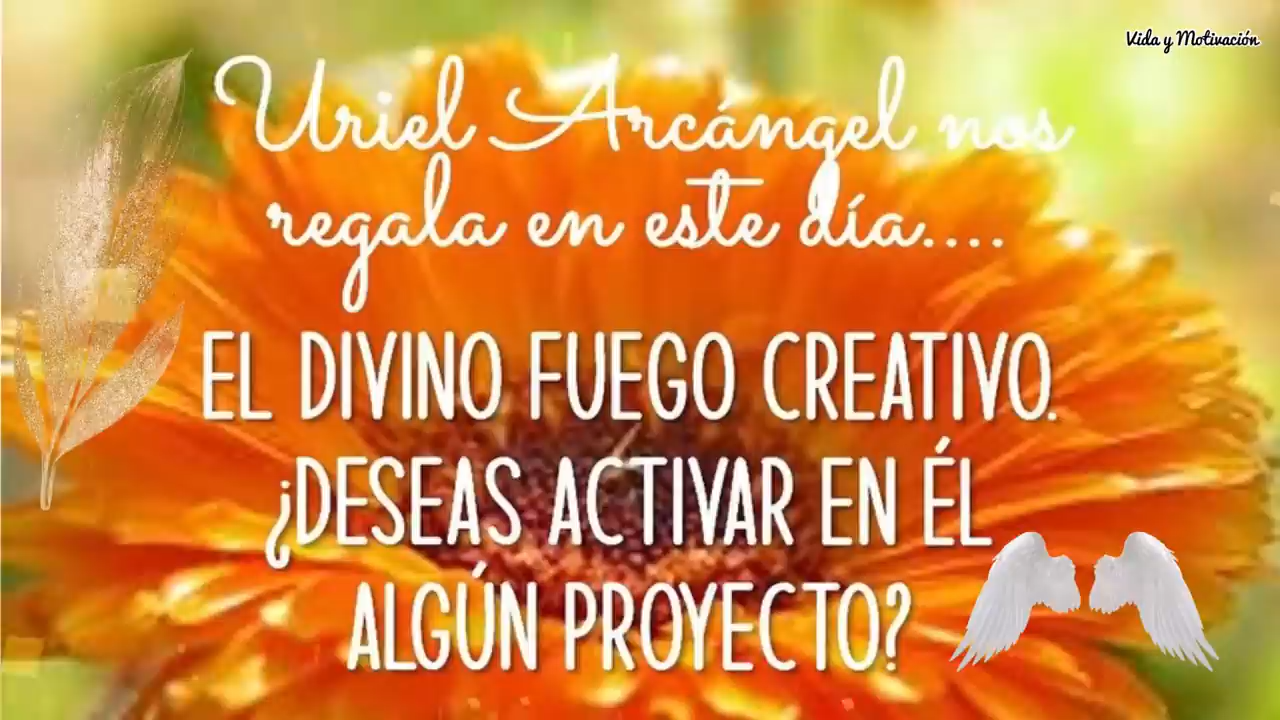 Vida y Motivación
Uriel Arcángel nos
regala en este día....
EL DIVINO FUEGO CREATIVO.
¿DESEAS ACTIVAR EN ÉL
ALGÚN PROYECTO?